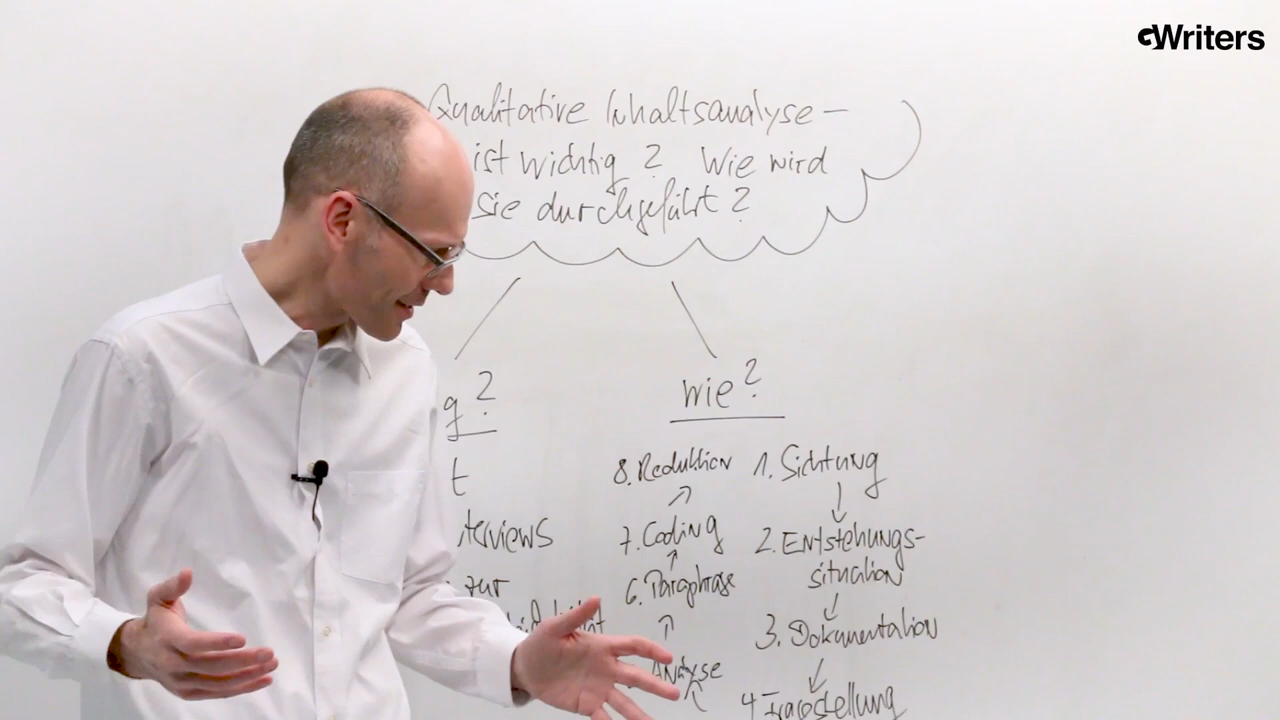 GWriters
Qualitative Inhaltsanalyse –
ist wichtig? Wie wird
sie durchgeführt?
g?
t
terviews
zur
Wie?
8. Reduktion
7. Coding
6. Paraphrase
Analyse
1. Sichtung
2. Entstehungs-
situation
3. Dokumentation
4. Fragestellung